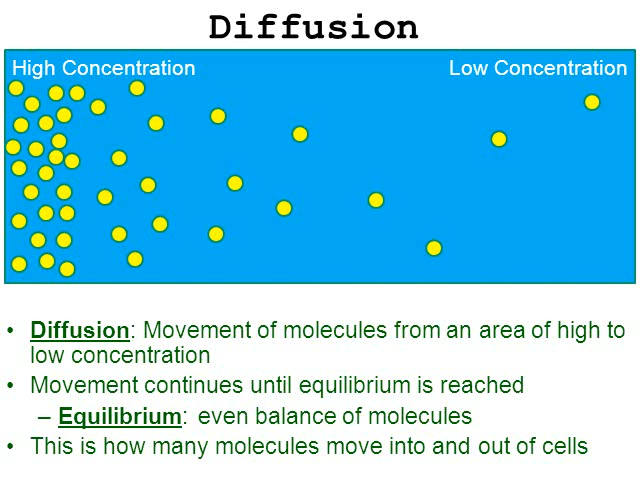 Diffusion
High Concentration Low Concentration
• Diffusion: Movement of molecules from an area of high to
low concentration
• Movement continues until equilibrium is reached
– Equilibrium: even balance of molecules
• This is how many molecules move into and out of cells